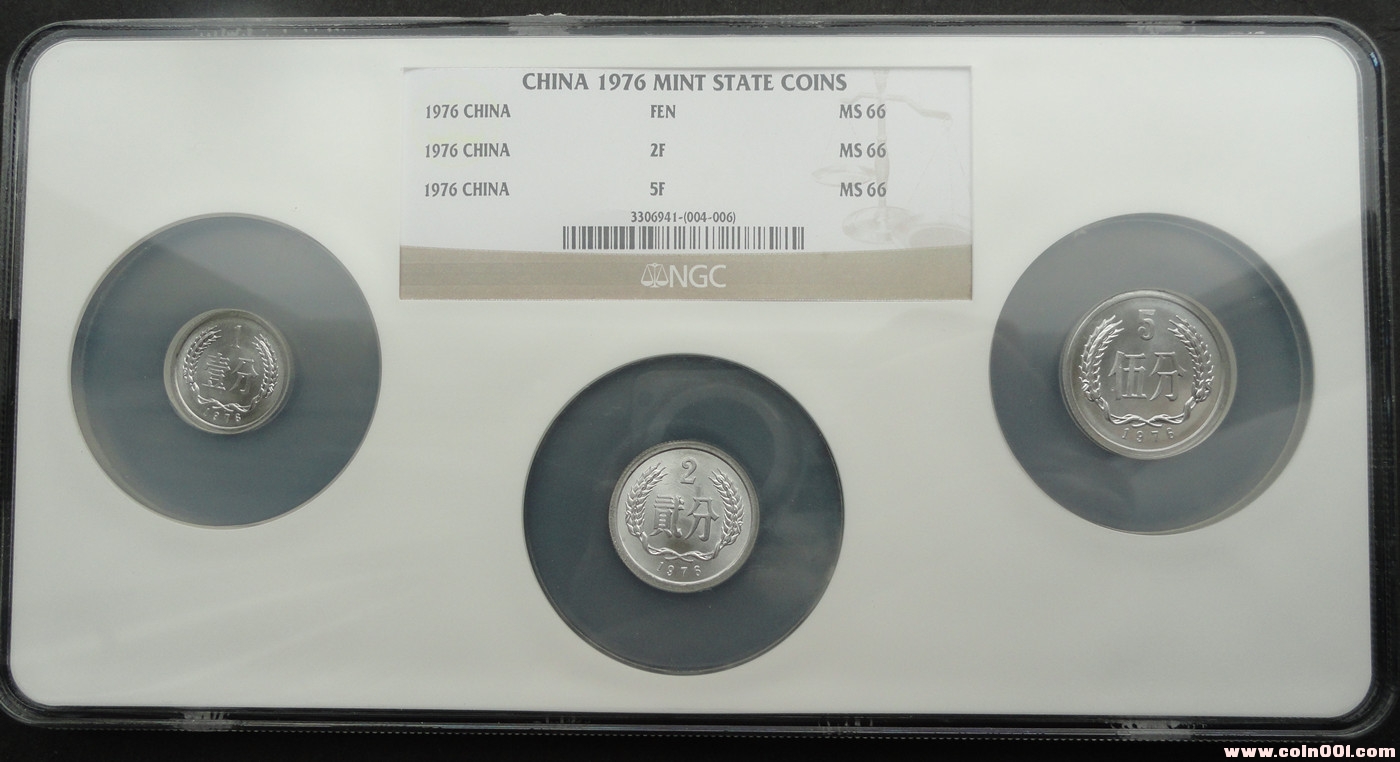 CHINA 1976 MINT STATE COINS
1976 CHINA FEN MS 66
1976 CHINA 2F MS 66
1976 CHINA 5F MS 66
3306941-(004-006)
NGC
1
壹分
1976
2
貳分
1976
5
伍分
1976
www.coin001.com